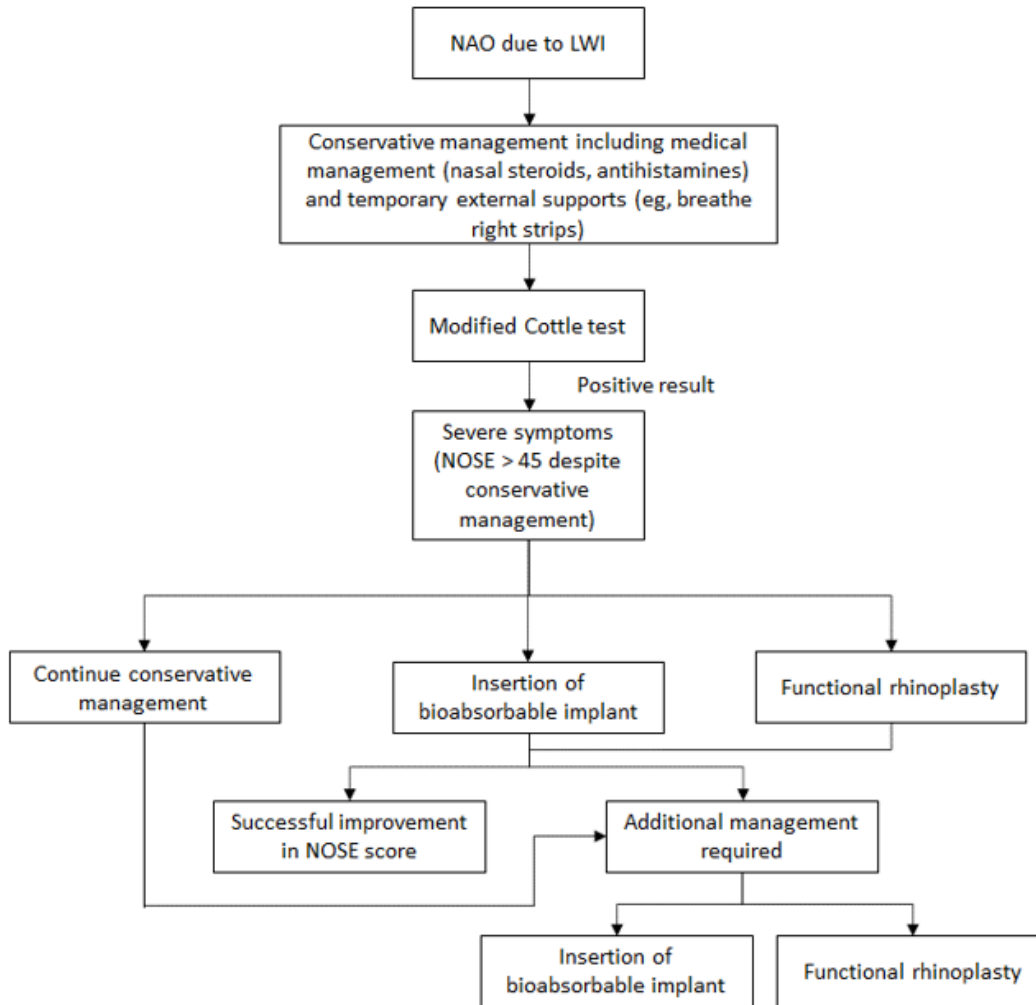 NAO due to LWI
Conservative management including medical
management (nasal steroids, antihistamines)
and temporary external supports (eg, breathe
right strips)
Modified Cottle test
Positive result
Severe symptoms
(NOSE > 45 despite
conservative
management)
Continue conservative
management
Insertion of
bioabsorbable implant
Functional rhinoplasty
Successful improvement
in NOSE score
Additional management
required
Insertion of
bioabsorbable implant
Functional rhinoplasty